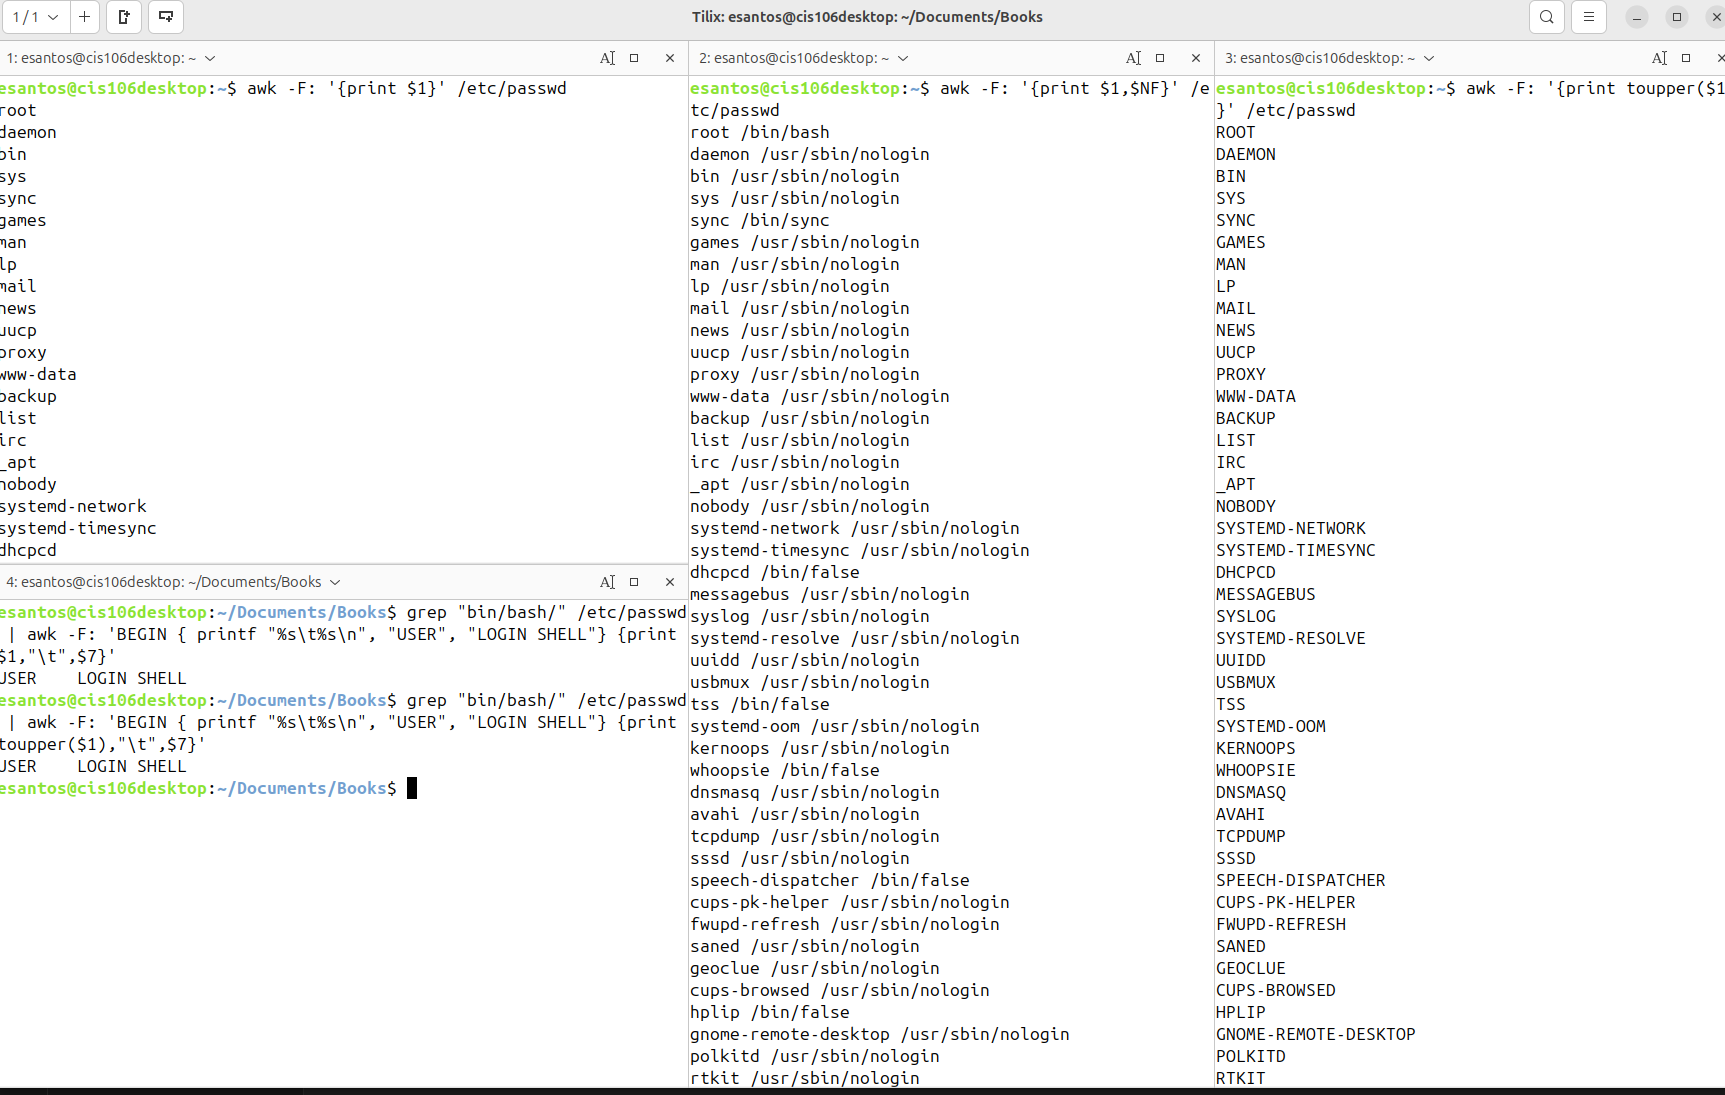 1 / 1
Tilix: esantos@cis106desktop: ~/Documents/Books
1: esantos@cis106desktop: ~
esantos@cis106desktop:~$ awk -F: '{print $1}' /etc/passwd
root
daemon
bin
sys
sync
games
man
lp
mail
news
uucp
proxy
www-data
backup
list
irc
_apt
nobody
systemd-network
systemd-timesync
dhcpcd
2: esantos@cis106desktop: ~
esantos@cis106desktop:~$ awk -F: '{print $1,$NF}' /e
tc/passwd
root /bin/bash
daemon /usr/sbin/nologin
bin /usr/sbin/nologin
sys /usr/sbin/nologin
sync /bin/sync
games /usr/sbin/nologin
man /usr/sbin/nologin
lp /usr/sbin/nologin
mail /usr/sbin/nologin
news /usr/sbin/nologin
uucp /usr/sbin/nologin
proxy /usr/sbin/nologin
www-data /usr/sbin/nologin
backup /usr/sbin/nologin
list /usr/sbin/nologin
irc /usr/sbin/nologin
_apt /usr/sbin/nologin
nobody /usr/sbin/nologin
systemd-network /usr/sbin/nologin
systemd-timesync /usr/sbin/nologin
dhcpcd /bin/false
messagebus /usr/sbin/nologin
syslog /usr/sbin/nologin
systemd-resolve /usr/sbin/nologin
uuidd /usr/sbin/nologin
usbmux /usr/sbin/nologin
tss /bin/false
systemd-oom /usr/sbin/nologin
kernoops /usr/sbin/nologin
whoopsie /bin/false
dnsmasq /usr/sbin/nologin
avahi /usr/sbin/nologin
tcpdump /usr/sbin/nologin
sssd /usr/sbin/nologin
speech-dispatcher /bin/false
cups-pk-helper /usr/sbin/nologin
fwupd-refresh /usr/sbin/nologin
saned /usr/sbin/nologin
geoclue /usr/sbin/nologin
cups-browsed /usr/sbin/nologin
hplip /bin/false
gnome-remote-desktop /usr/sbin/nologin
polkitd /usr/sbin/nologin
rtkit /usr/sbin/nologin
3: esantos@cis106desktop: ~
esantos@cis106desktop:~$ awk -F: '{print toupper($1
}' /etc/passwd
ROOT
DAEMON
BIN
SYS
SYNC
GAMES
MAN
LP
MAIL
NEWS
UUCP
PROXY
WWW-DATA
BACKUP
LIST
IRC
_APT
NOBODY
SYSTEMD-NETWORK
SYSTEMD-TIMESYNC
DHCPCD
MESSAGEBUS
SYSLOG
SYSTEMD-RESOLVE
UUIDD
USBMUX
TSS
SYSTEMD-OOM
KERNOOPS
WHOOPSIE
DNSMASQ
AVAHI
TCPDUMP
SSSD
SPEECH-DISPATCHER
CUPS-PK-HELPER
FWUPD-REFRESH
SANED
GEOCLUE
CUPS-BROWSED
HPLIP
GNOME-REMOTE-DESKTOP
POLKITD
RTKIT
4: esantos@cis106desktop: ~/Documents/Books
esantos@cis106desktop:~/Documents/Books$ grep "bin/bash/" /etc/passwd
| awk -F: 'BEGIN { printf "%s\t%s\n", "USER", "LOGIN SHELL"} {print
$1,"\t",$7}'
USER    LOGIN SHELL
esantos@cis106desktop:~/Documents/Books$ grep "bin/bash/" /etc/passwd
| awk -F: 'BEGIN { printf "%s\t%s\n", "USER", "LOGIN SHELL"} {print
toupper($1),"\t",$7}'
USER    LOGIN SHELL
esantos@cis106desktop:~/Documents/Books$